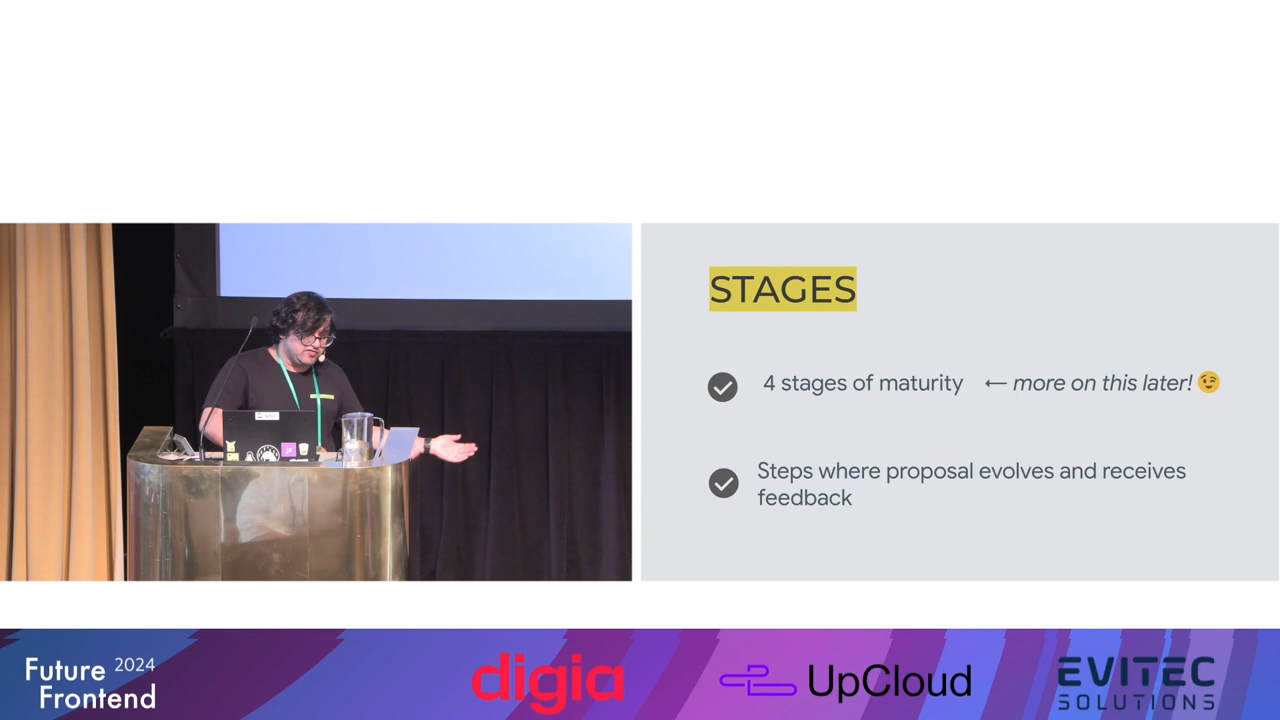 STAGES
4 stages of maturity ← more on this later! 😉
Steps where proposal evolves and receives
feedback
Future 2024
Frontend
digia
UpCloud
EVITEC
SOLUTIONS